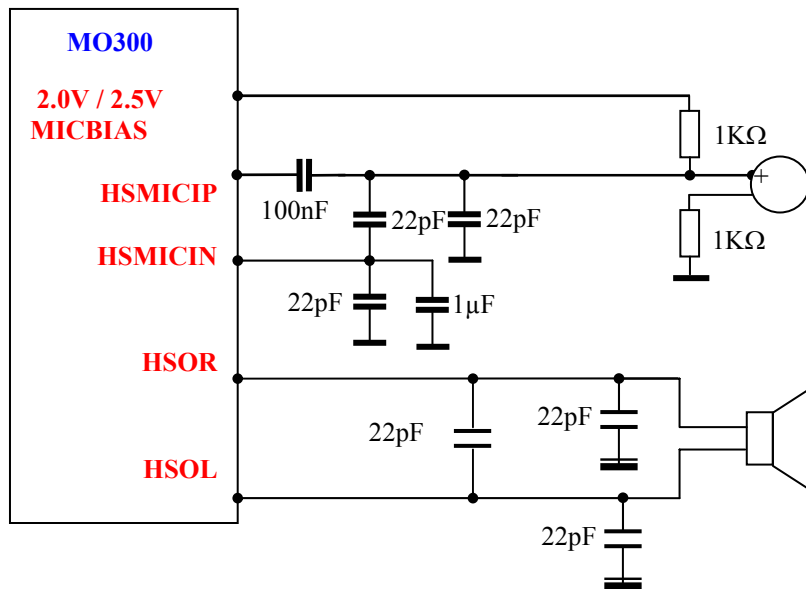 MO300
2.0V / 2.5V
MICBIAS
1KΩ
HSMICIP
+
100nF
22pF
22pF
1KΩ
HSMICIN
22pF
1µF
HSOR
22pF
22pF
HSOL
22pF